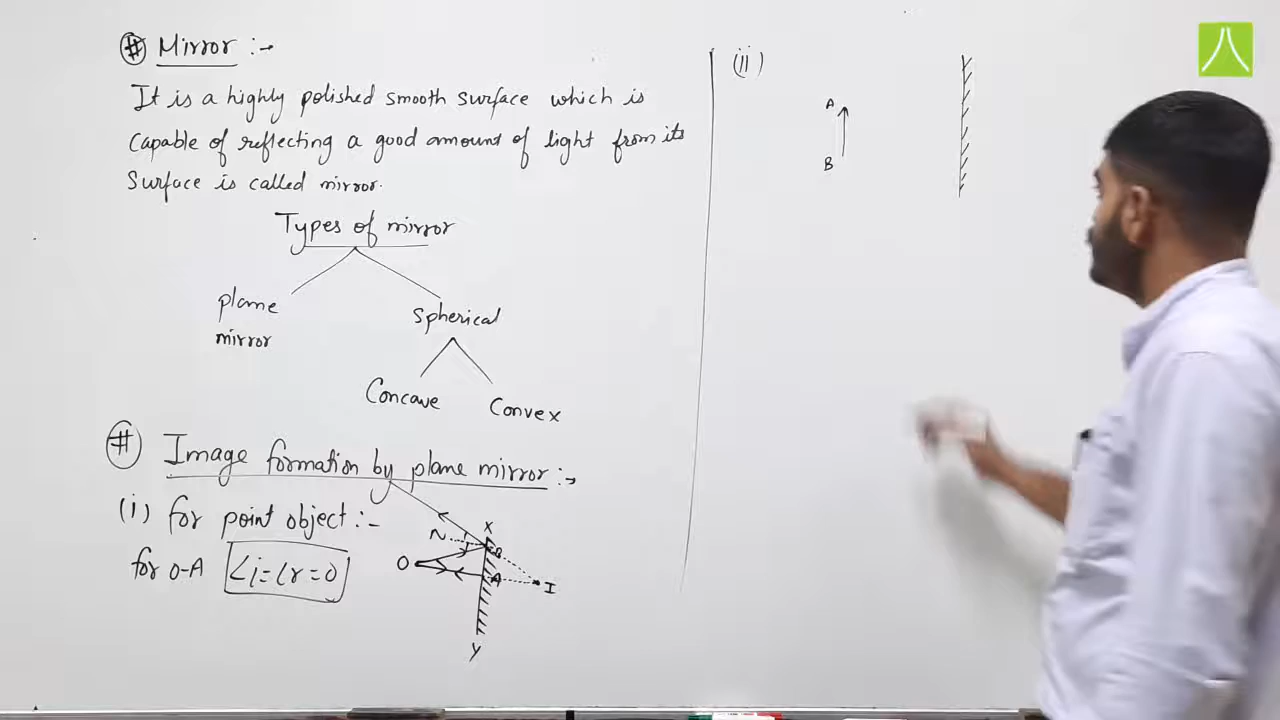 # Mirror :-
It is a highly polished smooth surface which is
capable of reflecting a good amount of light from its
surface is called mirror.
Types of mirror
plane
mirror
Spherical
Concave
Convex
# Image formation by plane mirror :-
(i) for point object :-
for O-A ∠i=∠r=0
N
X
O
B
A
I
Y
(ii)
A
B